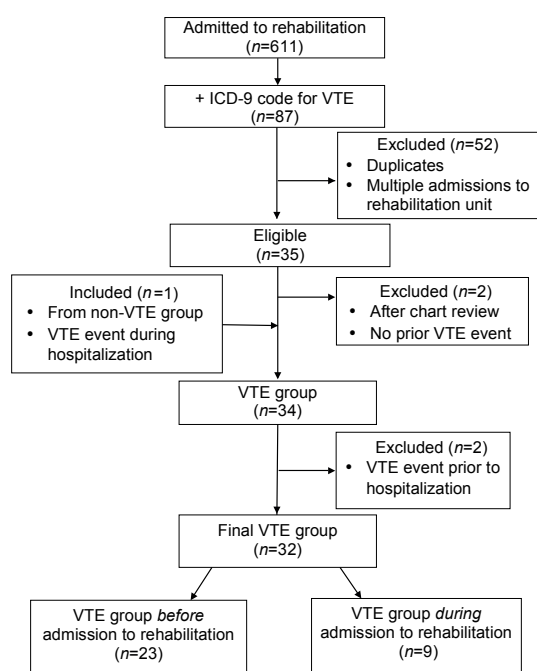 Admitted to rehabilitation
(n=611)
+ ICD-9 code for VTE
(n=87)
Excluded (n=52)
• Duplicates
• Multiple admissions to
rehabilitation unit
Eligible
(n=35)
Included (n=1)
• From non-VTE group
• VTE event during
hospitalization
Excluded (n=2)
• After chart review
• No prior VTE event
VTE group
(n=34)
Excluded (n=2)
• VTE event prior to
hospitalization
Final VTE group
(n=32)
VTE group before
admission to rehabilitation
(n=23)
VTE group during
admission to rehabilitation
(n=9)